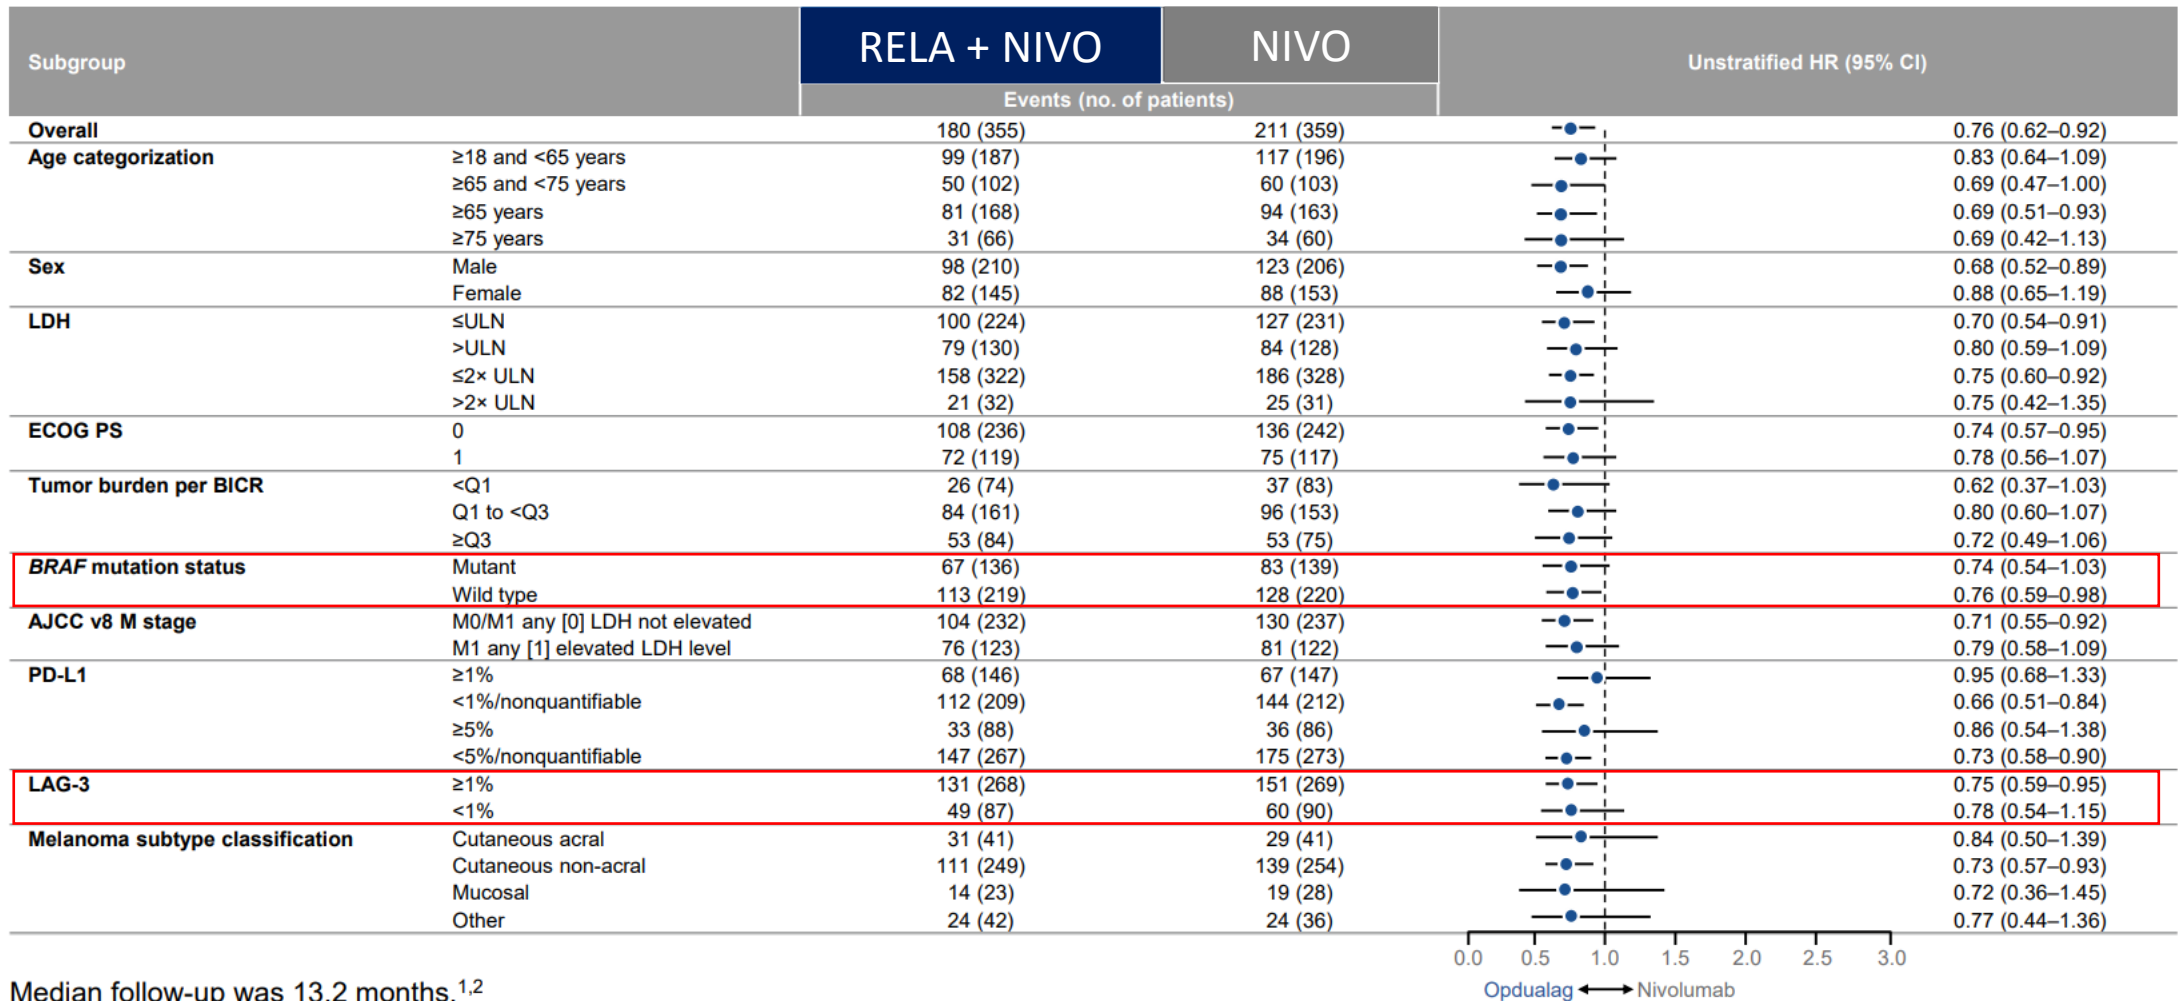 Subgroup RELA + NIVO NIVO Unstratified HR (95% CI)
Events (no. of patients)
Overall 180 (355) 211 (359) 0.76 (0.62–0.92)
Age categorization ≥18 and <65 years 99 (187) 117 (196) 0.83 (0.64–1.09)
≥65 and <75 years 50 (102) 60 (103) 0.69 (0.47–1.00)
≥65 years 81 (168) 94 (163) 0.69 (0.51–0.93)
≥75 years 31 (66) 34 (60) 0.69 (0.42–1.13)
Sex Male 98 (210) 123 (206) 0.68 (0.52–0.89)
Female 82 (145) 88 (153) 0.88 (0.65–1.19)
LDH ≤ULN 100 (224) 127 (231) 0.70 (0.54–0.91)
>ULN 79 (130) 84 (128) 0.80 (0.59–1.09)
≤2× ULN 158 (322) 186 (328) 0.75 (0.60–0.92)
>2× ULN 21 (32) 25 (31) 0.75 (0.42–1.35)
ECOG PS 0 108 (236) 136 (242) 0.74 (0.57–0.95)
1 72 (119) 75 (117) 0.78 (0.56–1.07)
Tumor burden per BICR <Q1 26 (74) 37 (83) 0.62 (0.37–1.03)
Q1 to <Q3 84 (161) 96 (153) 0.80 (0.60–1.07)
≥Q3 53 (84) 53 (75) 0.72 (0.49–1.06)
BRAF mutation status Mutant 67 (136) 83 (139) 0.74 (0.54–1.03)
Wild type 113 (219) 128 (220) 0.76 (0.59–0.98)
AJCC v8 M stage M0/M1 any [0] LDH not elevated 104 (232) 130 (237) 0.71 (0.55–0.92)
M1 any [1] elevated LDH level 76 (123) 81 (122) 0.79 (0.58–1.09)
PD-L1 ≥1% 68 (146) 67 (147) 0.95 (0.68–1.33)
<1%/nonquantifiable 112 (209) 144 (212) 0.66 (0.51–0.84)
≥5% 33 (88) 36 (86) 0.86 (0.54–1.38)
<5%/nonquantifiable 147 (267) 175 (273) 0.73 (0.58–0.90)
LAG-3 ≥1% 131 (268) 151 (269) 0.75 (0.59–0.95)
<1% 49 (87) 60 (90) 0.78 (0.54–1.15)
Melanoma subtype classification Cutaneous acral 31 (41) 29 (41) 0.84 (0.50–1.39)
Cutaneous non-acral 111 (249) 139 (254) 0.73 (0.57–0.93)
Mucosal 14 (23) 19 (28) 0.72 (0.36–1.45)
Other 24 (42) 24 (36) 0.77 (0.44–1.36)
0.0 0.5 1.0 1.5 2.0 2.5 3.0
Opdualag Nivolumab
Median follow-up was 13.2 months.1,2